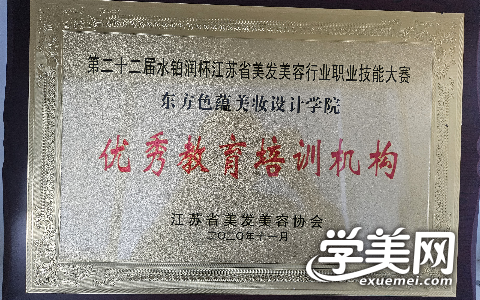 第二十二届水铂润杯江苏省美发美容行业职业技能大赛
东方色蕴美妆设计学院
优秀教育培训机构
江苏省美发美容协会
二〇二〇年十一月
学美网
exuemei.com